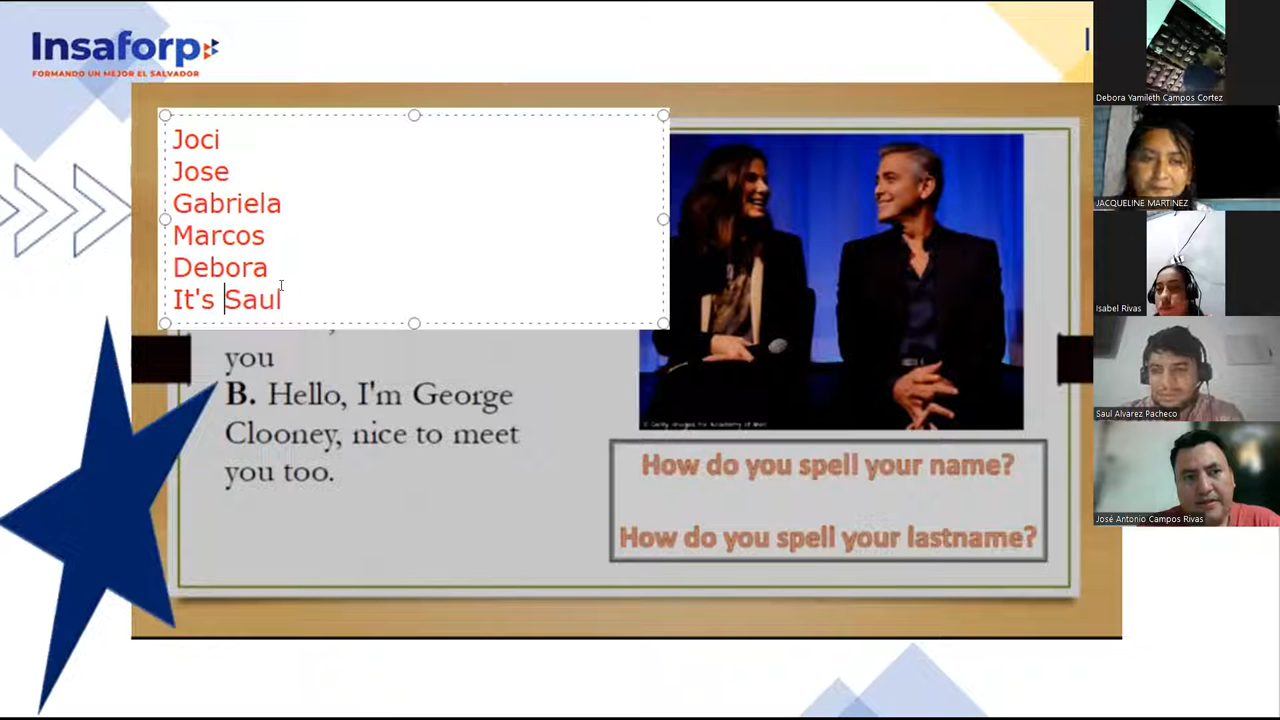 Insaforp
FORMANDO UN MEJOR EL SALVADOR
Joci
Jose
Gabriela
Marcos
Debora
It's Saul
you
B. Hello, I'm George
Clooney, nice to meet
you too.
How do you spell your name?
How do you spell your lastname?
Debora Yamileth Campos Cortez
JACQUELINE MARTINEZ
Isabel Rivas
Saul Alvarez Pacheco
José Antonio Campos Rivas